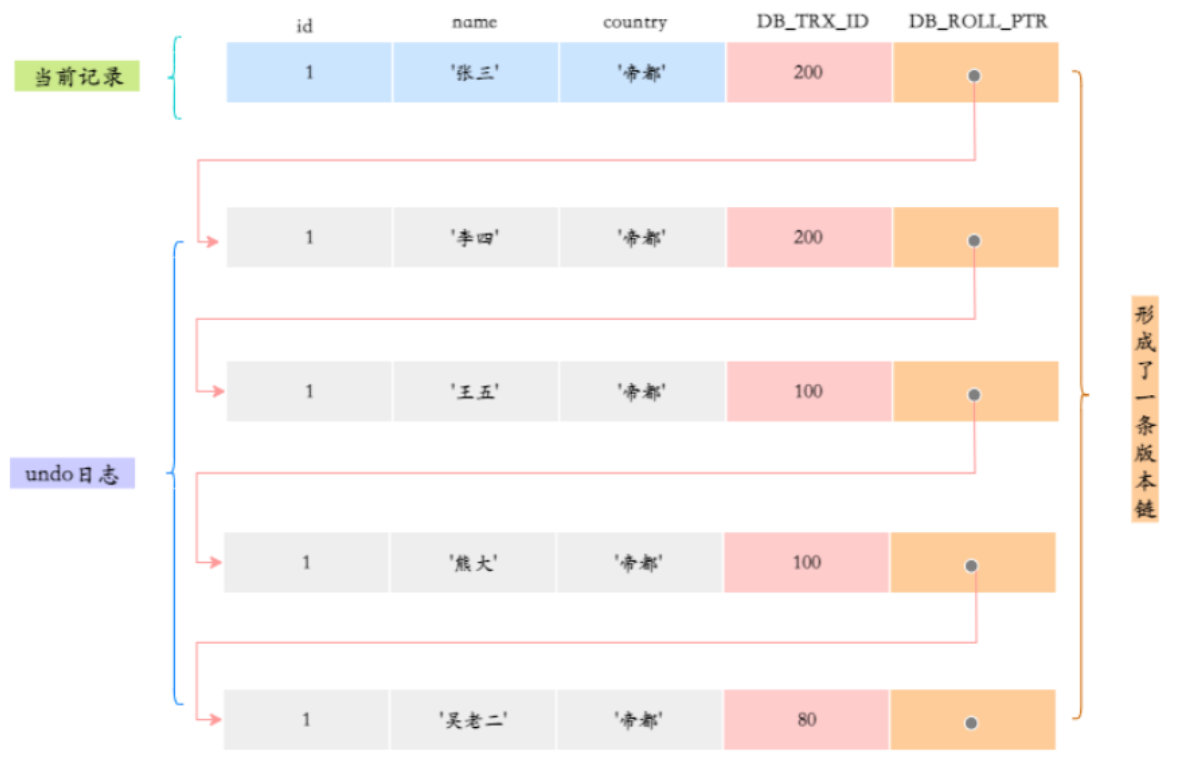 id name country DB_TRX_ID DB_ROLL_PTR
当前记录 1 '张三' '帝都' 200
1 '李四' '帝都' 200
1 '王五' '帝都' 100
undo日志
1 '熊大' '帝都' 100
1 '吴老二' '帝都' 80
形成了一条版本链